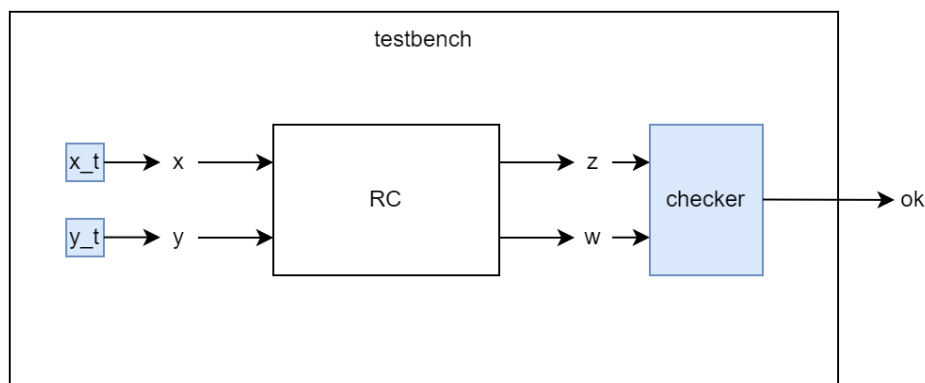 testbench
x_t
x
RC
z
checker
ok
y_t
y
w